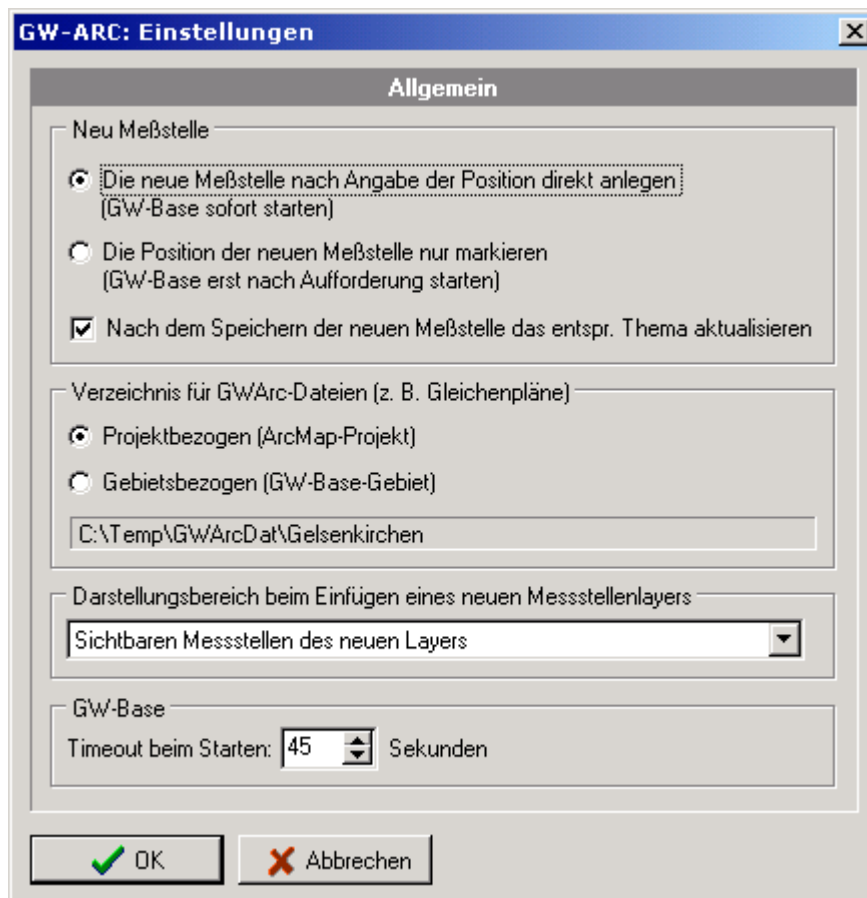 GW-ARC: Einstellungen
Allgemein
Neu Meßstelle
Die neue Meßstelle nach Angabe der Position direkt anlegen
(GW-Base sofort starten)
Die Position der neuen Meßstelle nur markieren
(GW-Base erst nach Aufforderung starten)
Nach dem Speichern der neuen Meßstelle das entspr. Thema aktualisieren
Verzeichnis für GWArc-Dateien (z. B. Gleichenpläne)
Projektbezogen (ArcMap-Projekt)
Gebietsbezogen (GW-Base-Gebiet)
C:\Temp\GWArcDat\Gelsenkirchen
Darstellungsbereich beim Einfügen eines neuen Messstellenlayers
Sichtbaren Messstellen des neuen Layers
GW-Base
Timeout beim Starten: 45 Sekunden
OK Abbrechen